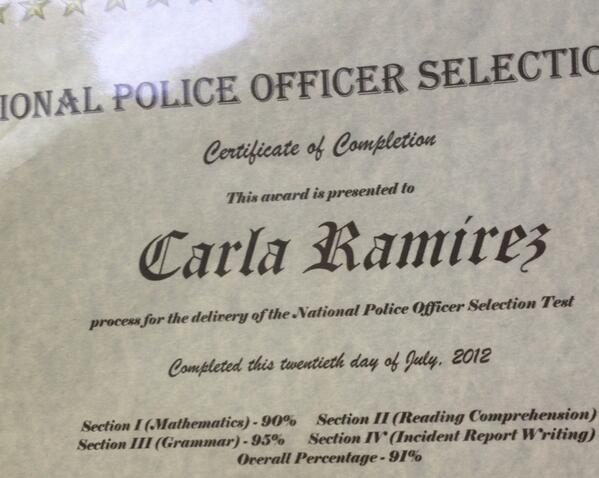 IONAL POLICE OFFICER SELECTIO
Certificate of Completion
This award is presented to
Carla Ramírez
process for the delivery of the National Police Officer Selection Test
Completed this twentieth day of July, 2012
Section I (Mathematics) - 90% Section II (Reading Comprehension)
Section III (Grammar) - 95% Section IV (Incident Report Writing)
Overall Percentage - 91%